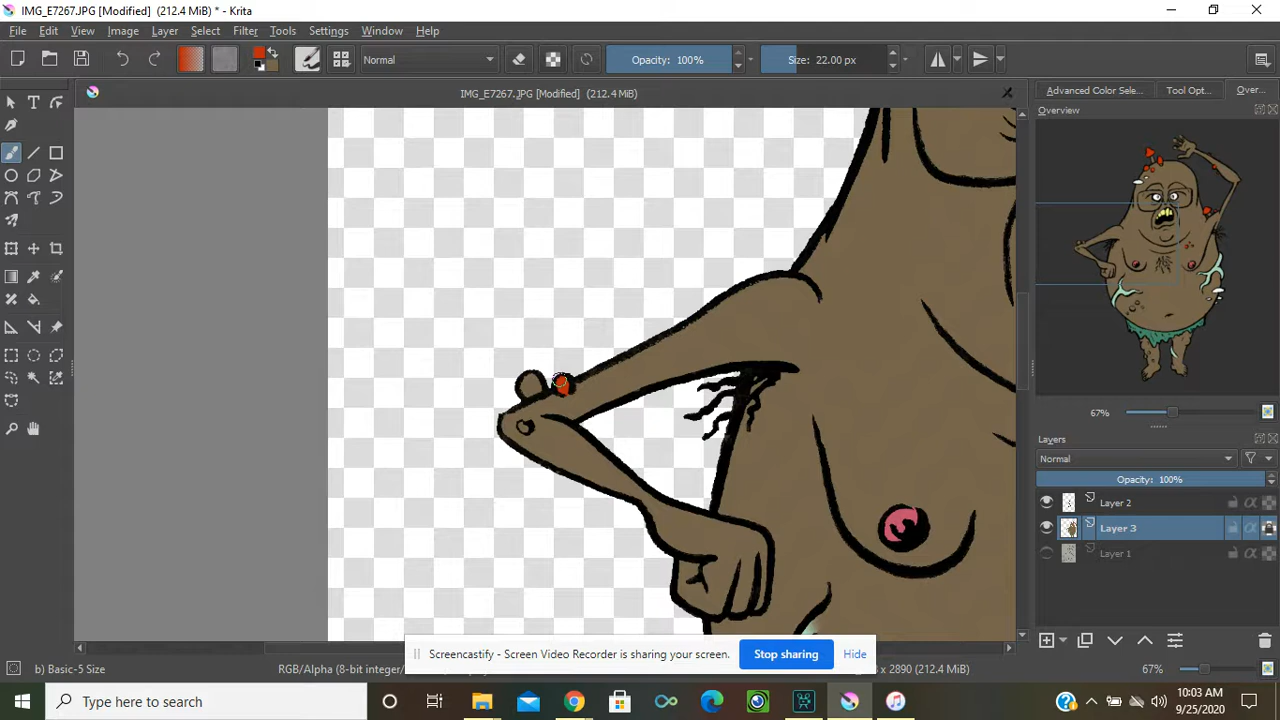 IMG_E7267.JPG [Modified] (212.4 MiB) * - Krita
File Edit View Image Layer Select Filter Tools Settings Window Help
Normal
Opacity: 100%
Size: 22.00 px
IMG_E7267.JPG [Modified] (212.4 MiB)
Advanced Color Sele...
Tool Opt...
Over...
Overview
67%
Layers
Normal
Opacity: 100%
Layer 2
Layer 3
Layer 1
Screencastify - Screen Video Recorder is sharing your screen.
Stop sharing
Hide
b) Basic-5 Size
RGB/Alpha (8-bit integer/
x 2890 (212.4 MiB)
67%
Type here to search
10:03 AM
9/25/2020